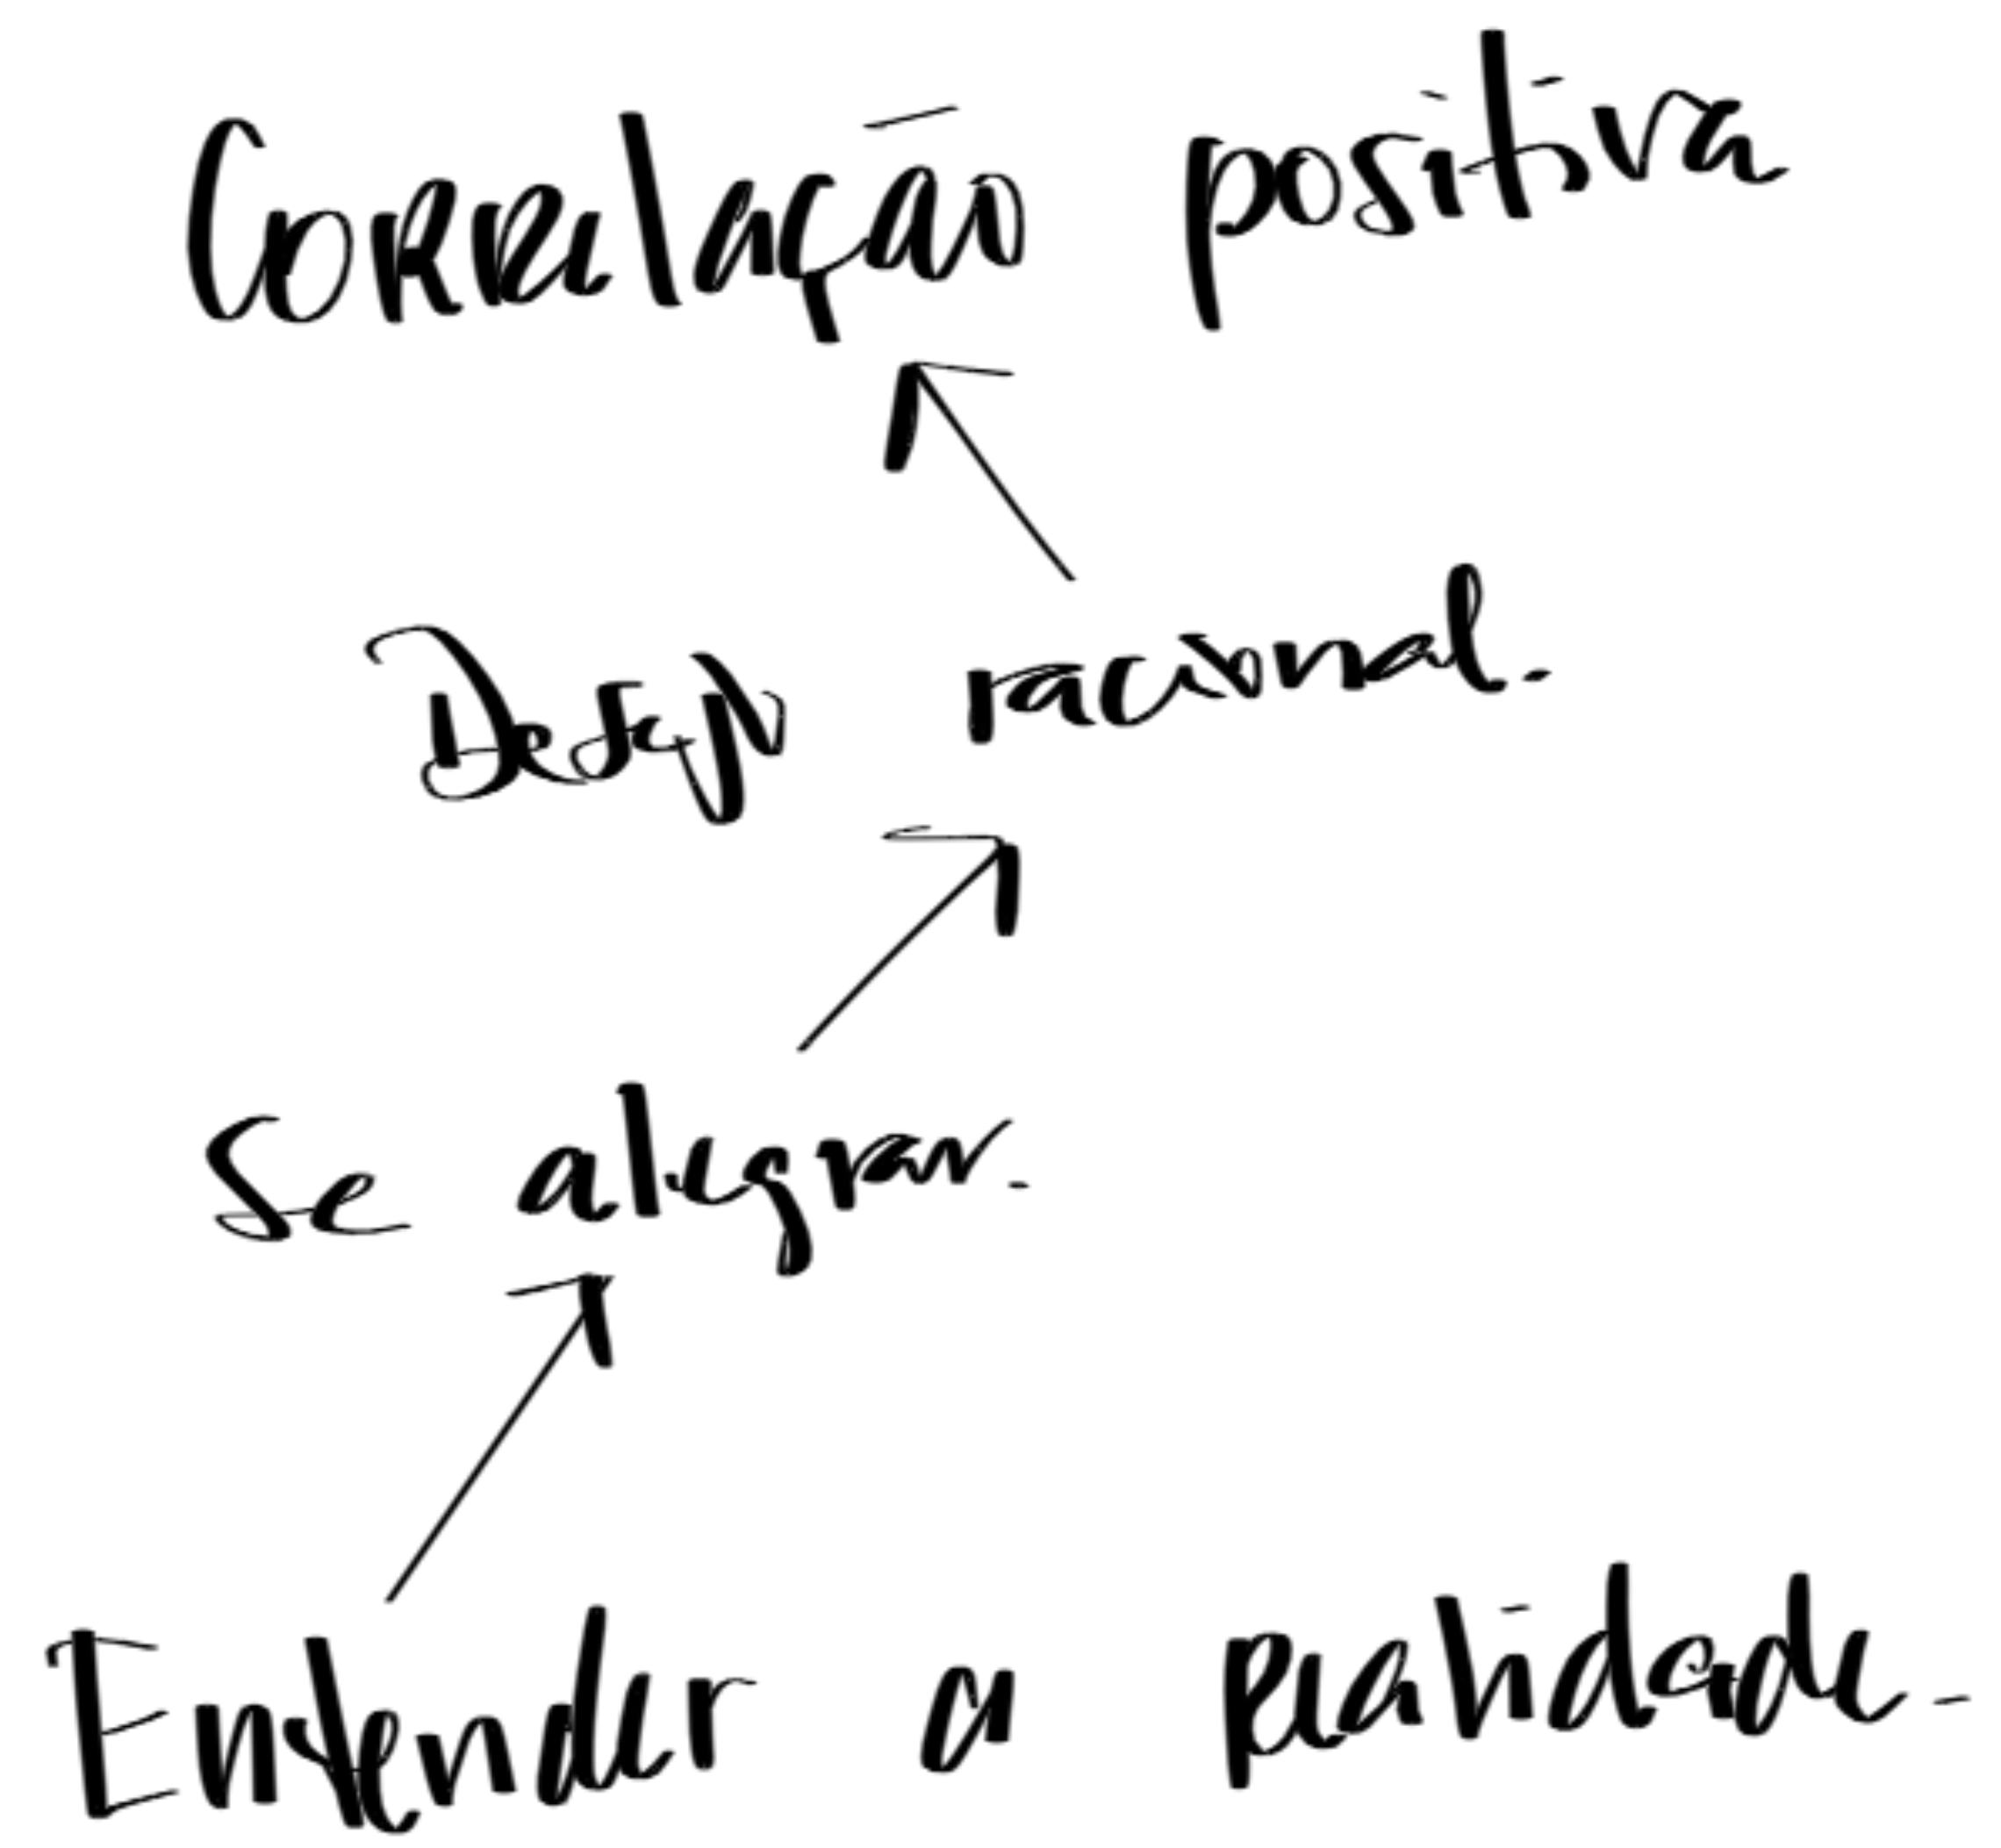 Correlação positiva
Desejo racional.
Se alegrar.
Entender a realidade.